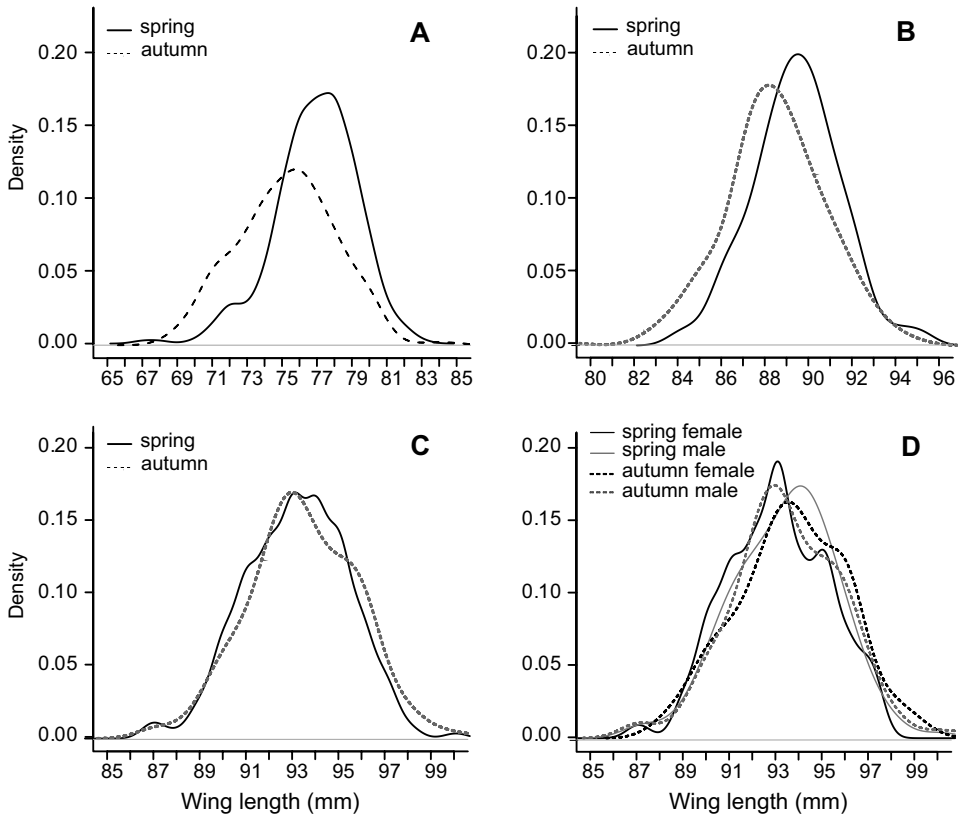 A
spring
autumn
Density
0.20
0.15
0.10
0.05
0.00
65 67 69 71 73 75 77 79 81 83 85
B
spring
autumn
0.20
0.15
0.10
0.05
0.00
80 82 84 86 88 90 92 94 96
C
spring
autumn
Density
0.20
0.15
0.10
0.05
0.00
85 87 89 91 93 95 97 99
Wing length (mm)
D
spring female
spring male
autumn female
autumn male
0.20
0.15
0.10
0.05
0.00
85 87 89 91 93 95 97 99
Wing length (mm)